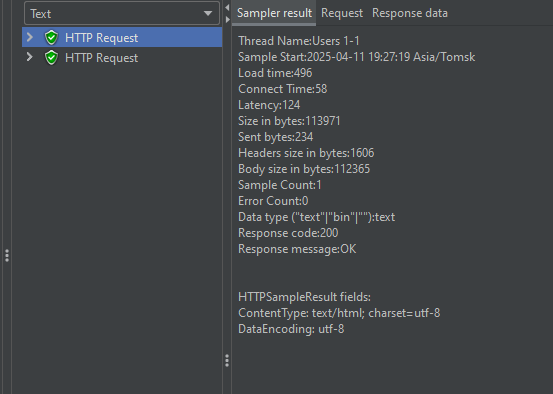 Text
HTTP Request
HTTP Request
Sampler result Request Response data
Thread Name:Users 1-1
Sample Start:2025-04-11 19:27:19 Asia/Tomsk
Load time:496
Connect Time:58
Latency:124
Size in bytes:113971
Sent bytes:234
Headers size in bytes:1606
Body size in bytes:112365
Sample Count:1
Error Count:0
Data type ("text"|"bin"|""):text
Response code:200
Response message:OK
HTTPSampleResult fields:
ContentType: text/html; charset=utf-8
DataEncoding: utf-8